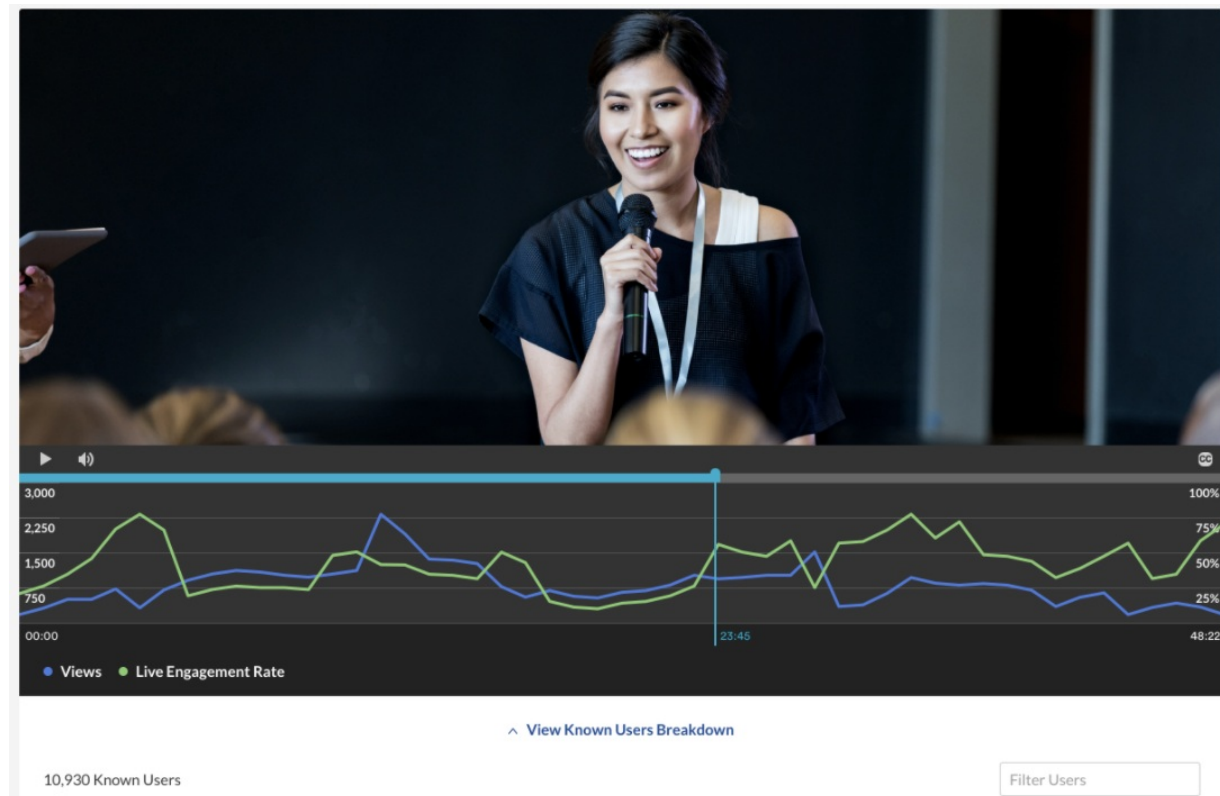 CC
3,000 100%
2,250 75%
1,500 50%
750 25%
00:00 23:45 48:22
Views Live Engagement Rate
View Known Users Breakdown
10,930 Known Users Filter Users